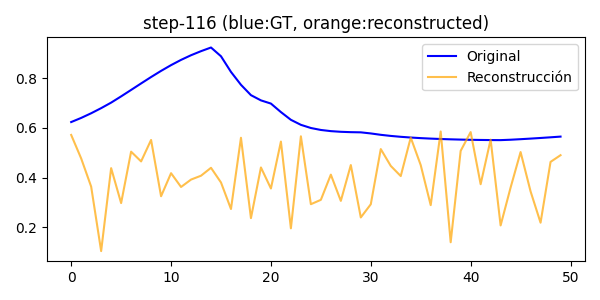 step-116 (blue:GT, orange:reconstructed)
Original
Reconstrucción
0.8
0.6
0.4
0.2
0 10 20 30 40 50